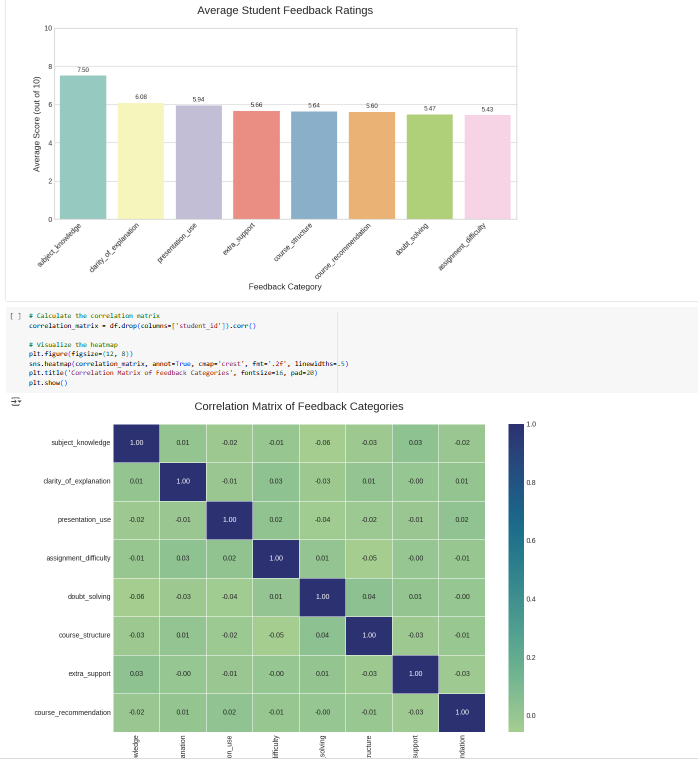 Average Student Feedback Ratings
10
8
6
4
2
0
Average Score (out of 10)
7.50
6.08
5.94
5.66
5.64
5.60
5.47
5.43
subject_knowledge
clarity_of_explanation
presentation_use
extra_support
course_structure
course_recommendation
doubt_solving
assignment_difficulty
Feedback Category
[ ] # Calculate the correlation matrix
correlation_matrix = df.drop(columns=['student_id']).corr()
# Visualize the heatmap
plt.figure(figsize=(12, 8))
sns.heatmap(correlation_matrix, annot=True, cmap='crest', fmt='.2f', linewidths=.5)
plt.title('Correlation Matrix of Feedback Categories', fontsize=16, pad=20)
plt.show()
Correlation Matrix of Feedback Categories
subject_knowledge 1.00 0.01 -0.02 -0.01 -0.06 -0.03 0.03 -0.02
clarity_of_explanation 0.01 1.00 -0.01 0.03 -0.03 0.01 -0.00 0.01
presentation_use -0.02 -0.01 1.00 0.02 -0.04 -0.02 -0.01 0.02
assignment_difficulty -0.01 0.03 0.02 1.00 0.01 -0.05 -0.00 -0.01
doubt_solving -0.06 -0.03 -0.04 0.01 1.00 0.04 0.01 -0.00
course_structure -0.03 0.01 -0.02 -0.05 0.04 1.00 -0.03 -0.01
extra_support 0.03 -0.00 -0.01 -0.00 0.01 -0.03 1.00 -0.03
course_recommendation -0.02 0.01 0.02 -0.01 -0.00 -0.01 -0.03 1.00
1.0
0.8
0.6
0.4
0.2
0.0
wledge
anation
on_use
ifficulty
solving
ructure
support
ndation